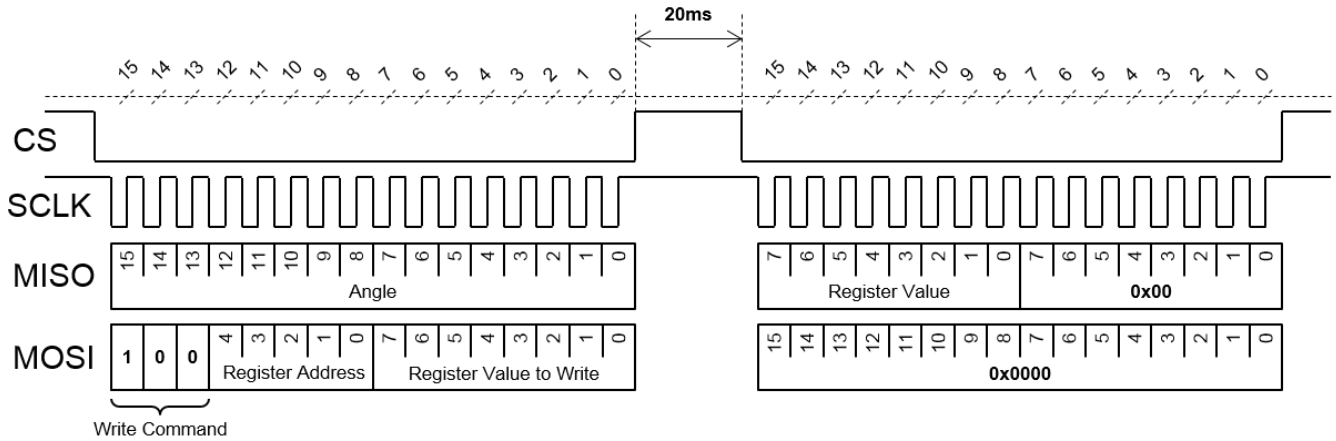 20ms
15 14 13 12 11 10 9 8 7 6 5 4 3 2 1 0 15 14 13 12 11 10 9 8 7 6 5 4 3 2 1 0
CS
SCLK
MISO
15 14 13 12 11 10 9 8 7 6 5 4 3 2 1 0 7 6 5 4 3 2 1 0 7 6 5 4 3 2 1 0
Angle Register Value 0x00
MOSI
1 0 0 4 3 2 1 0 7 6 5 4 3 2 1 0 15 14 13 12 11 10 9 8 7 6 5 4 3 2 1 0
Register Address Register Value to Write 0x0000
Write Command